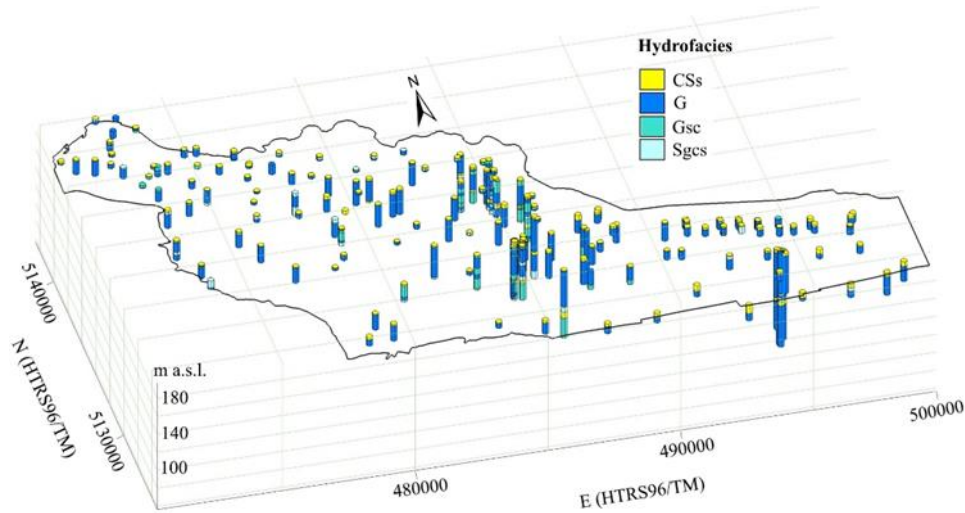 Hydrofacies
CSs
G
Gsc
Sgcs
N
5140000
N (HTRS96/TM)
5130000
m a.s.l.
180
140
100
480000
490000
500000
E (HTRS96/TM)